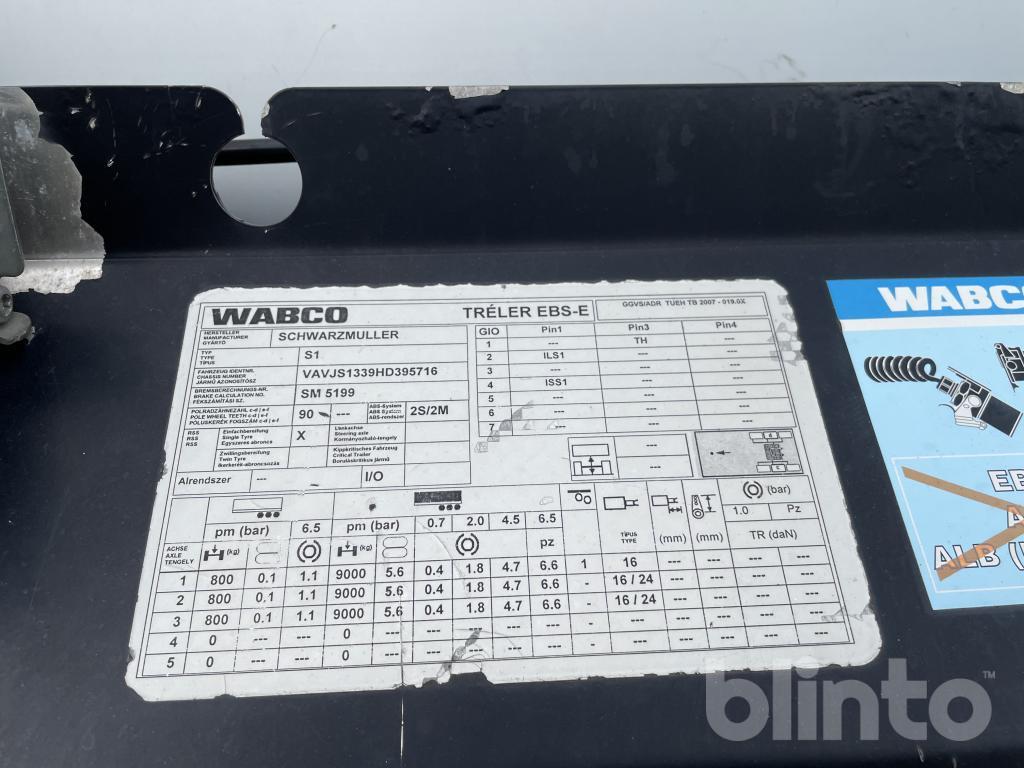 WABCO
TRÉLER EBS-E
GGVS/ADR TUEH TB 2007 - 019.0X
HERSTELLER
MANUFACTURER
GYÁRTÓ
SCHWARZMULLER
TYP
TYPE
TÍPUS
S1
FAHRZEUG IDENTNR.
CHASSIS NUMBER
JÁRMŰ AZONOSÍTÓSZ
VAVJS1339HD395716
BREMSBERECHNUNGS-NR.
BRAKE CALCULATION NO.
FÉKSZÁMÍTÁSI SZ.
SM 5199
POLRADZÄHNEZAHL c-d | e-f
POLE WHEEL TEETH c-d | e-f
PÓLUSKERÉK FOGSZÁM c-d | e-f
90 ---
ABS-System
ABS System
ABS-rendszer
2S/2M
RSS Einfachbereifung
RSS Single Tyre
RSS Egyszeres abroncs
X
Lenkachse
Steering axle
Kormányozható-tengely
Zwillingsbereifung
Twin Tyre
Ikerkerék-abroncsozás
Kippkritisches Fahrzeug
Critical Trailer
Boruláskritikus jármű
Alrendszer --- I/O
GIO Pin1 Pin3 Pin4
1 --- TH ---
2 ILS1 --- ---
3 --- --- ---
4 ISS1 --- ---
5 --- --- ---
6 --- --- ---
7 --- --- ---
---
---
pm (bar) 6.5 pm (bar) 0.7 2.0 4.5 6.5
(bar)
1.0 Pz
ACHSE
AXLE
TENGELY
(kg) (kg) pz
TÍPUS
TYPE
(mm) (mm) TR (daN)
1 800 0.1 1.1 9000 5.6 0.4 1.8 4.7 6.6 1 16 --- --- --- ---
2 800 0.1 1.1 9000 5.6 0.4 1.8 4.7 6.6 - 16 / 24 --- --- --- ---
3 800 0.1 1.1 9000 5.6 0.4 1.8 4.7 6.6 - 16 / 24 --- --- --- ---
4 0 --- --- 0 --- --- --- --- --- - --- --- --- --- ---
5 0 --- --- 0 --- --- --- --- --- - --- --- --- --- ---
WABC
EB
A
ALB (
blinto™